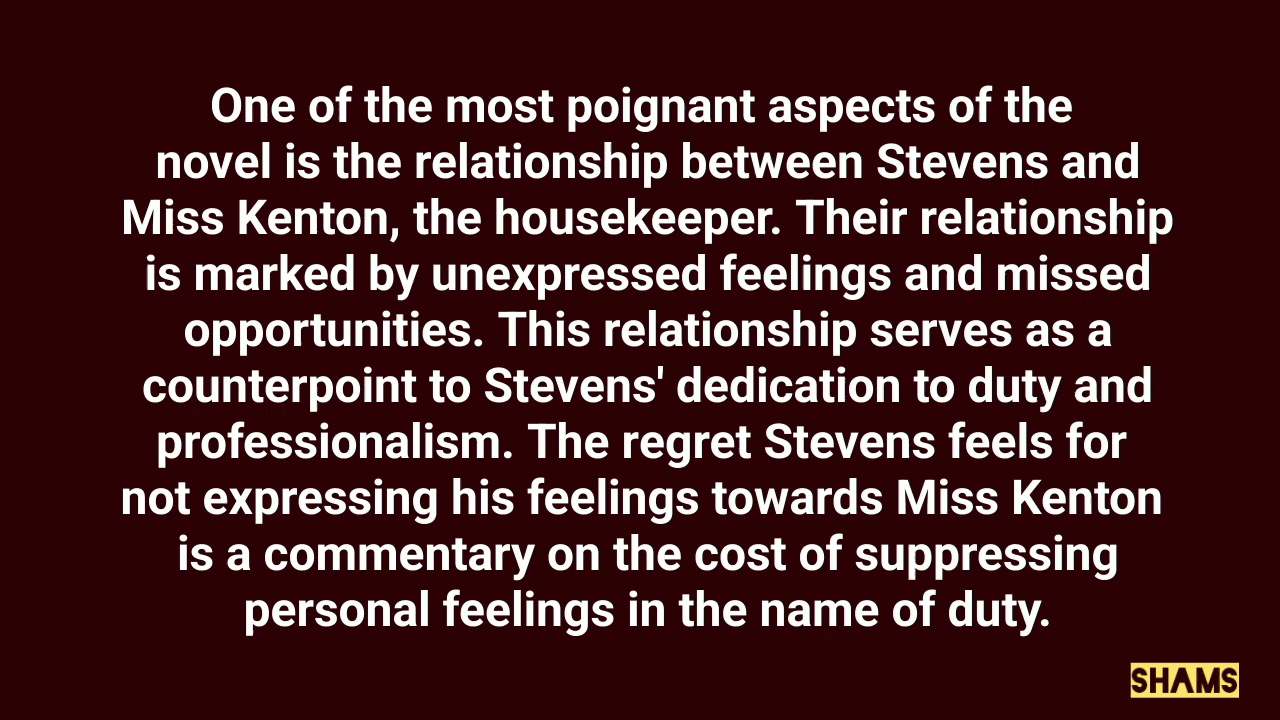 One of the most poignant aspects of the
novel is the relationship between Stevens and
Miss Kenton, the housekeeper. Their relationship
is marked by unexpressed feelings and missed
opportunities. This relationship serves as a
counterpoint to Stevens' dedication to duty and
professionalism. The regret Stevens feels for
not expressing his feelings towards Miss Kenton
is a commentary on the cost of suppressing
personal feelings in the name of duty.
SHAMS